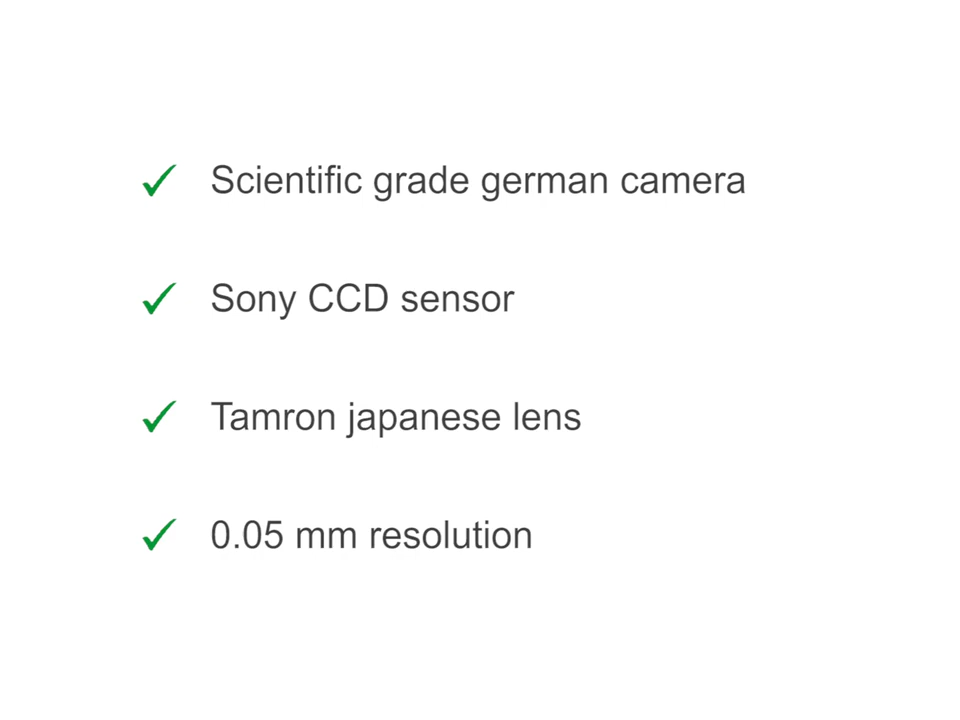 Scientific grade german camera
Sony CCD sensor
Tamron japanese lens
0.05 mm resolution